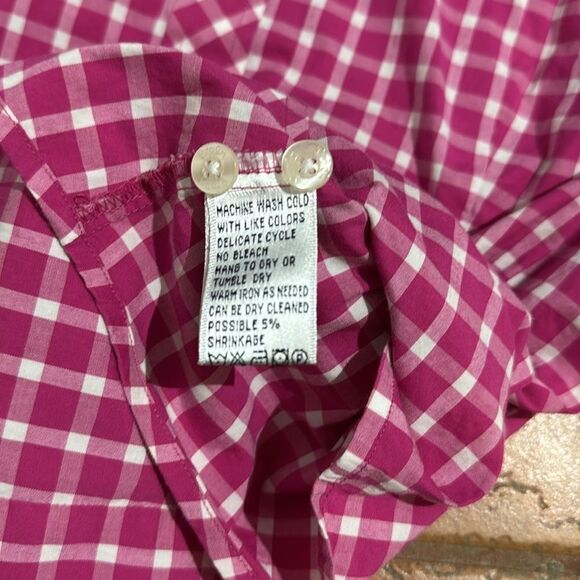 MACHINE WASH COLD
WITH LIKE COLORS
DELICATE CYCLE
NO BLEACH
HANG TO DRY OR
TUMBLE DRY
WARM IRON AS NEEDED
CAN BE DRY CLEANED
POSSIBLE 5%
SHRINKAGE